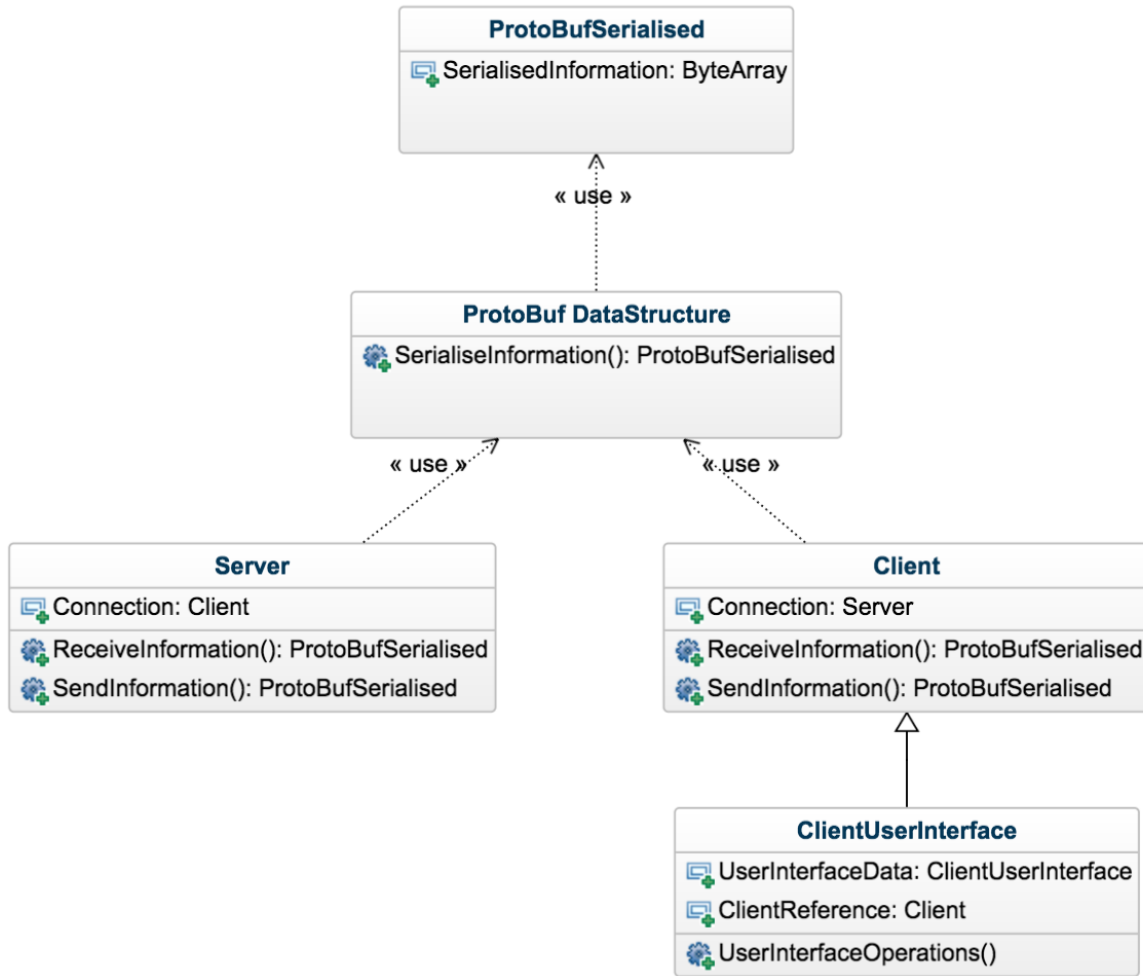 ProtoBufSerialised
SerialisedInformation: ByteArray
« use »
ProtoBuf DataStructure
SerialiseInformation(): ProtoBufSerialised
« use »
« use »
Server
Connection: Client
ReceiveInformation(): ProtoBufSerialised
SendInformation(): ProtoBufSerialised
Client
Connection: Server
ReceiveInformation(): ProtoBufSerialised
SendInformation(): ProtoBufSerialised
ClientUserInterface
UserInterfaceData: ClientUserInterface
ClientReference: Client
UserInterfaceOperations()